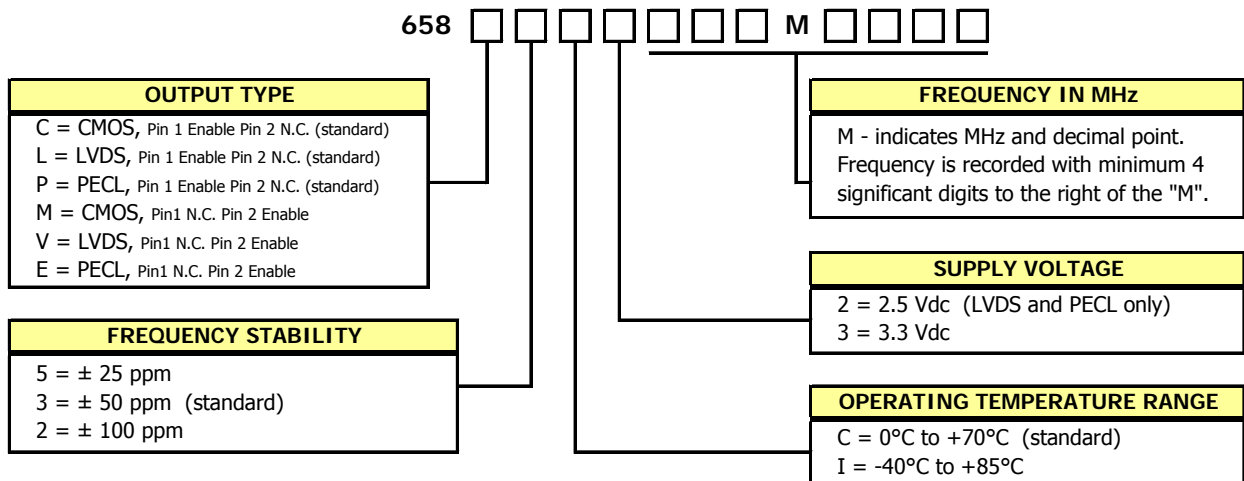 658 M
OUTPUT TYPE
C = CMOS, Pin 1 Enable Pin 2 N.C. (standard)
L = LVDS, Pin 1 Enable Pin 2 N.C. (standard)
P = PECL, Pin 1 Enable Pin 2 N.C. (standard)
M = CMOS, Pin1 N.C. Pin 2 Enable
V = LVDS, Pin1 N.C. Pin 2 Enable
E = PECL, Pin1 N.C. Pin 2 Enable
FREQUENCY STABILITY
5 = ± 25 ppm
3 = ± 50 ppm (standard)
2 = ± 100 ppm
FREQUENCY IN MHz
M - indicates MHz and decimal point.
Frequency is recorded with minimum 4
significant digits to the right of the "M".
SUPPLY VOLTAGE
2 = 2.5 Vdc (LVDS and PECL only)
3 = 3.3 Vdc
OPERATING TEMPERATURE RANGE
C = 0°C to +70°C (standard)
I = -40°C to +85°C